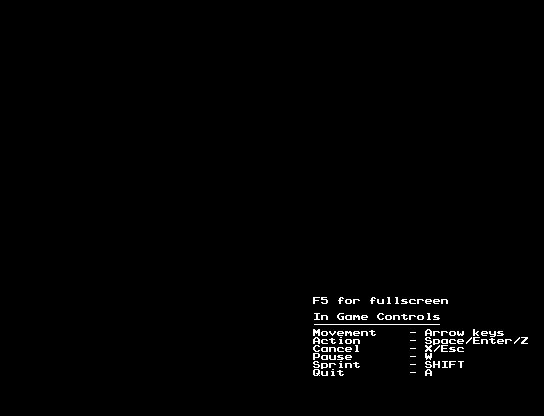 F5 for fullscreen
In Game Controls
Movement - Arrow keys
Action - Space/Enter/Z
Cancel - X/Esc
Pause - W
Sprint - SHIFT
Quit - A